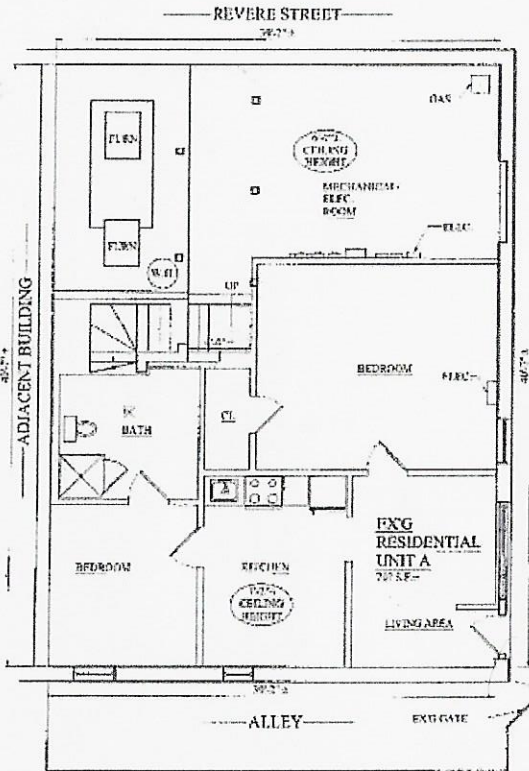 REVERE STREET
GAS
FURN
CEILING
HEIGHT
MECHANICAL
ELEC.
ROOM
ELEC.
FURN
W.H
UP
ADJACENT BUILDING
BEDROOM
ELEC
CL
BATH
EX'G
RESIDENTIAL
UNIT A
BEDROOM
KITCHEN
CEILING
HEIGHT
LIVING AREA
ALLEY
EX'G GATE